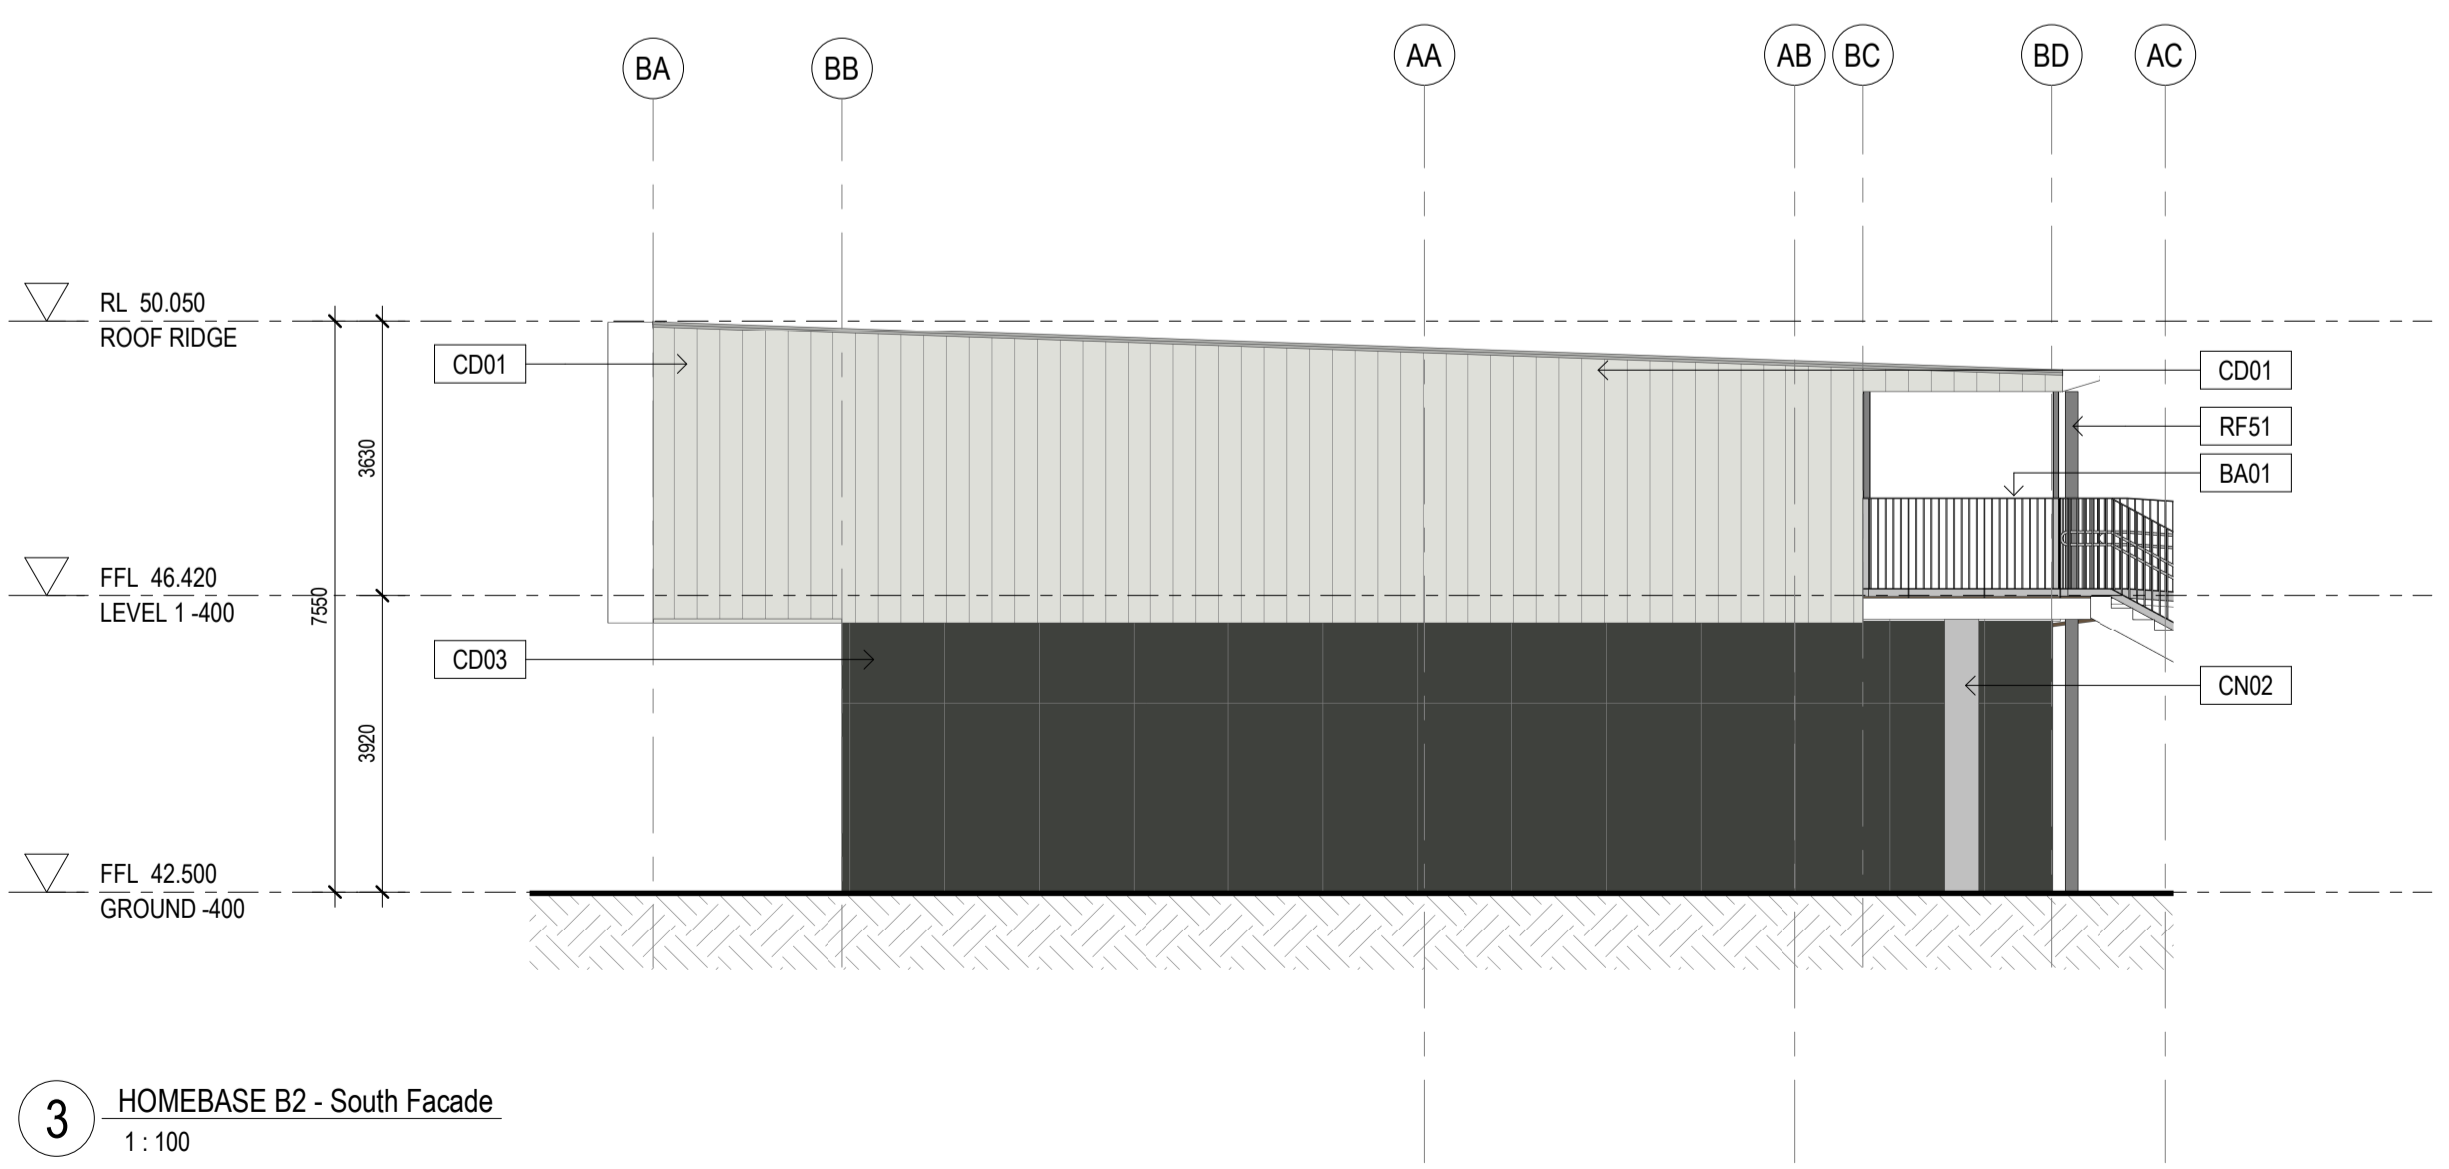 BA
BB
AA
AB
BC
BD
AC
RL 50.050
ROOF RIDGE
CD01
CD01
RF51
3630
BA01
FFL 46.420
LEVEL 1 -400
7550
CD03
CN02
3920
FFL 42.500
GROUND -400
3
HOMEBASE B2 - South Facade
1 : 100